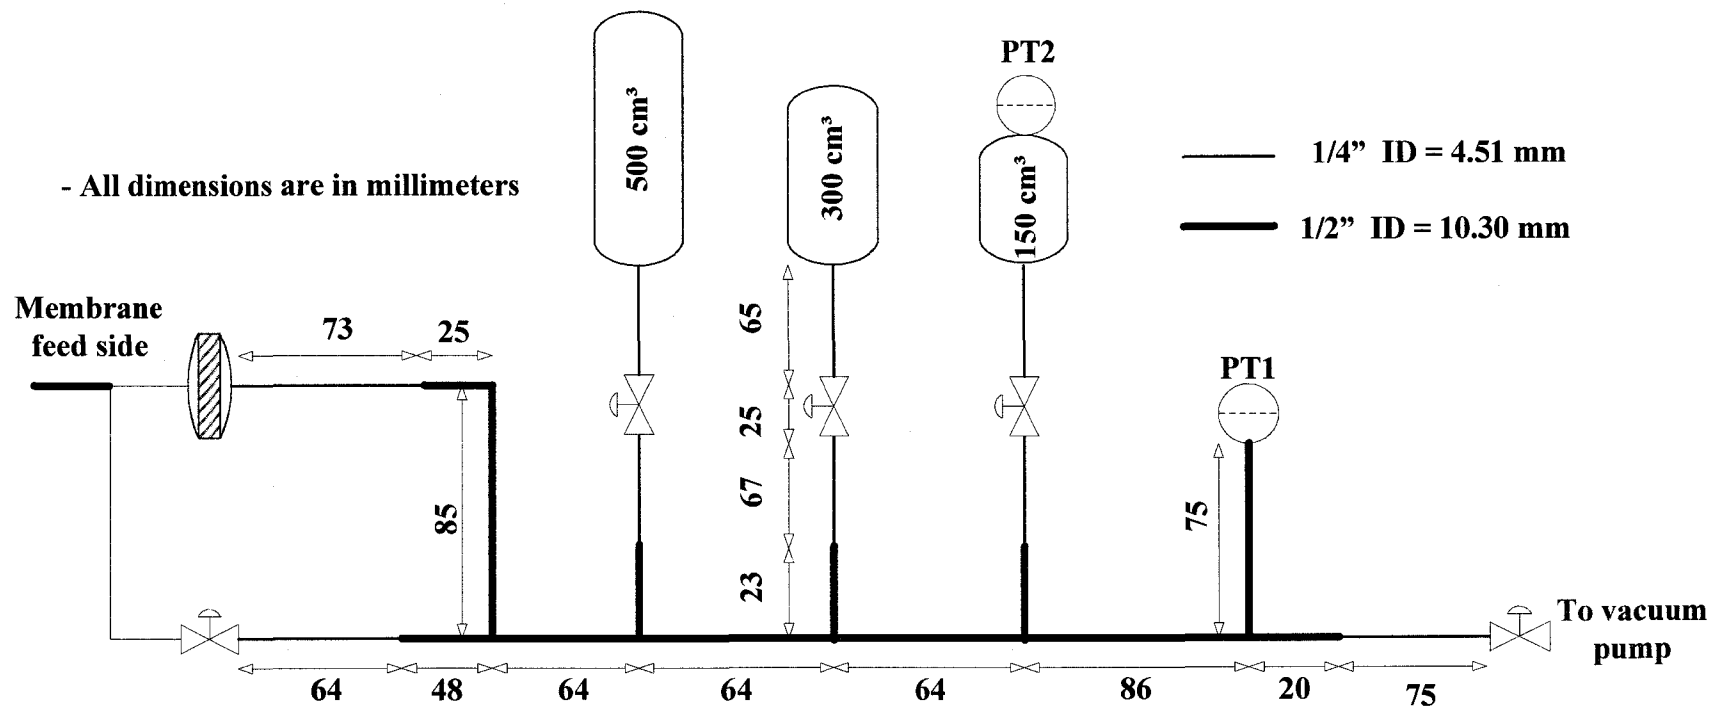 PT2
500 cm³
300 cm³
150 cm³
1/4” ID = 4.51 mm
- All dimensions are in millimeters
1/2” ID = 10.30 mm
Membrane
feed side
73
25
65
PT1
25
67
85
75
23
To vacuum
pump
64
48
64
64
64
86
20
75